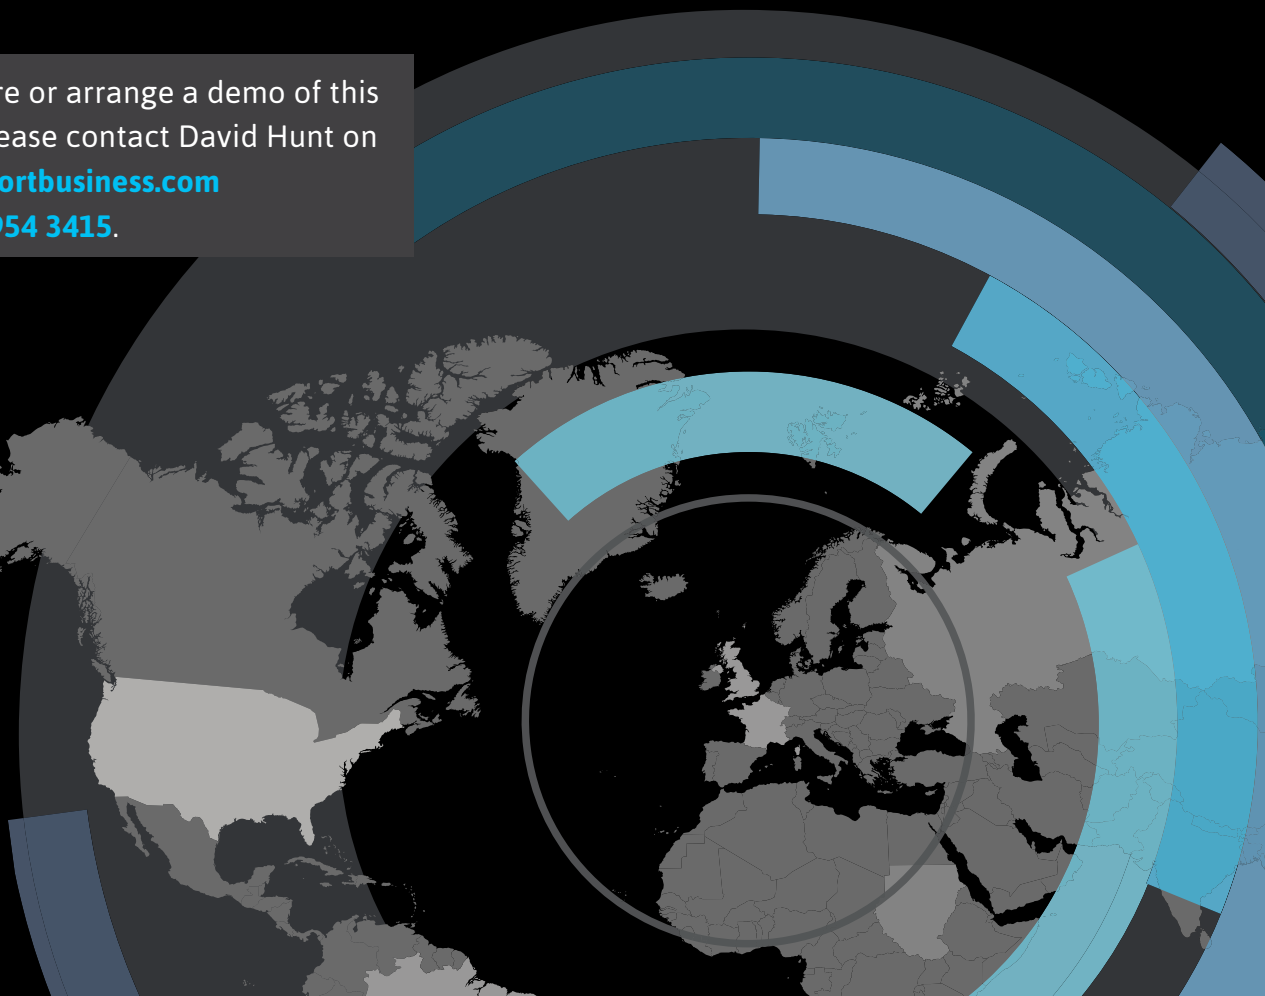 re or arrange a demo of this
ease contact David Hunt on
ortbusiness.com
954 3415.